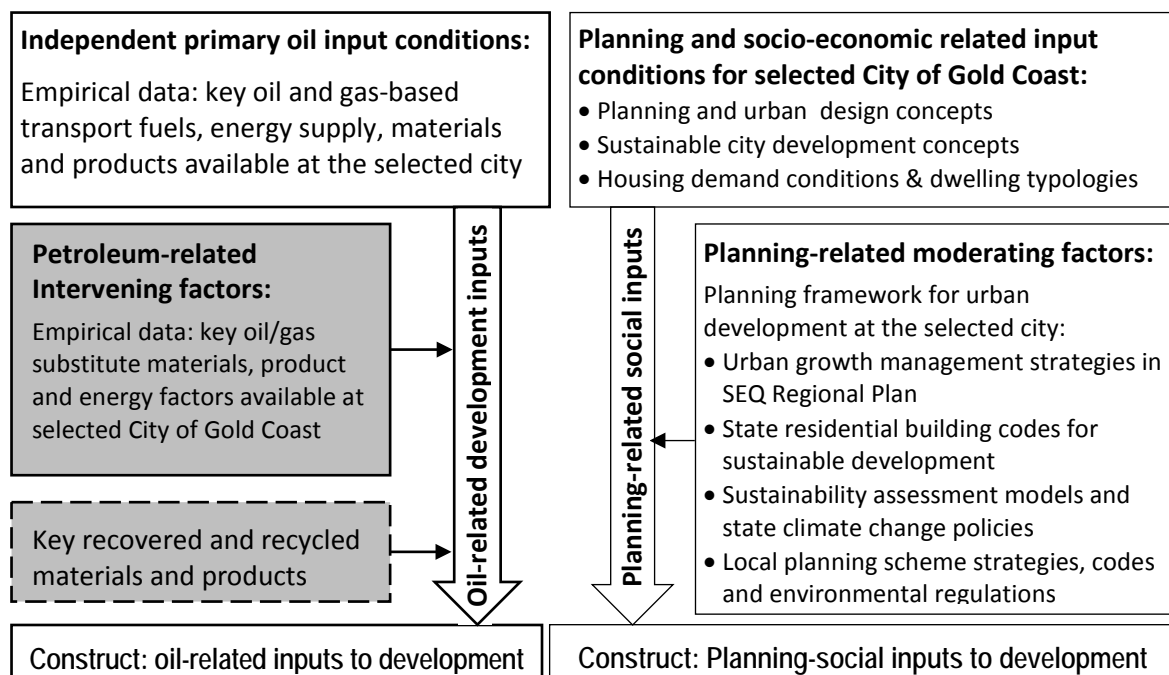 Independent primary oil input conditions:
Empirical data: key oil and gas-based
transport fuels, energy supply, materials
and products available at the selected city
Planning and socio-economic related input
conditions for selected City of Gold Coast:
• Planning and urban design concepts
• Sustainable city development concepts
• Housing demand conditions & dwelling typologies
Petroleum-related
Intervening factors:
Empirical data: key oil/gas
substitute materials, product
and energy factors available at
selected City of Gold Coast
Key recovered and recycled
materials and products
Oil-related development inputs
Planning-related social inputs
Planning-related moderating factors:
Planning framework for urban
development at the selected city:
• Urban growth management strategies in
SEQ Regional Plan
• State residential building codes for
sustainable development
• Sustainability assessment models and
state climate change policies
• Local planning scheme strategies, codes
and environmental regulations
Construct: oil-related inputs to development
Construct: Planning-social inputs to development